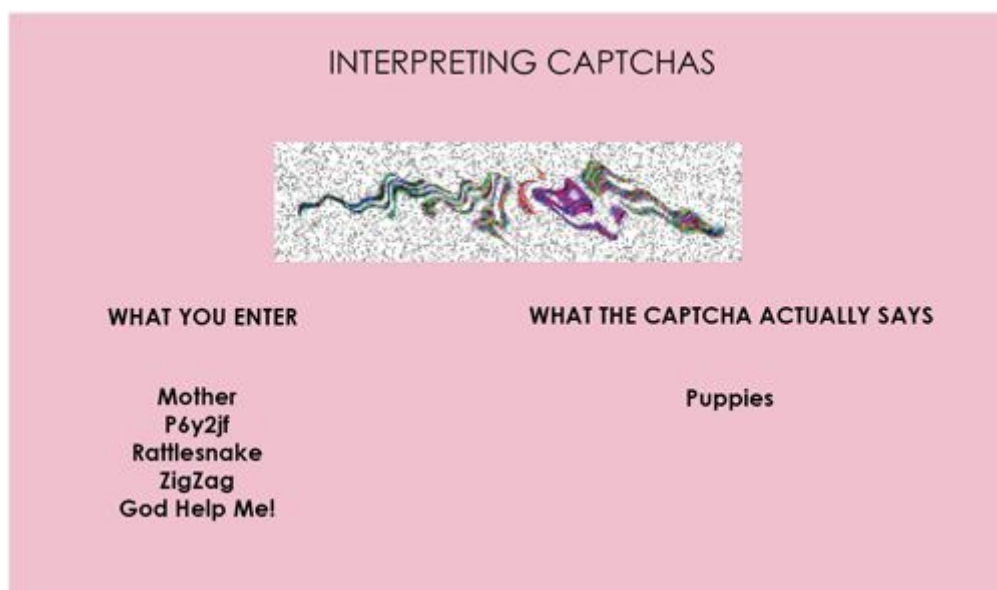 INTERPRETING CAPTCHAS
WHAT YOU ENTER
Mother
P6y2jf
Rattlesnake
ZigZag
God Help Me!
WHAT THE CAPTCHA ACTUALLY SAYS
Puppies